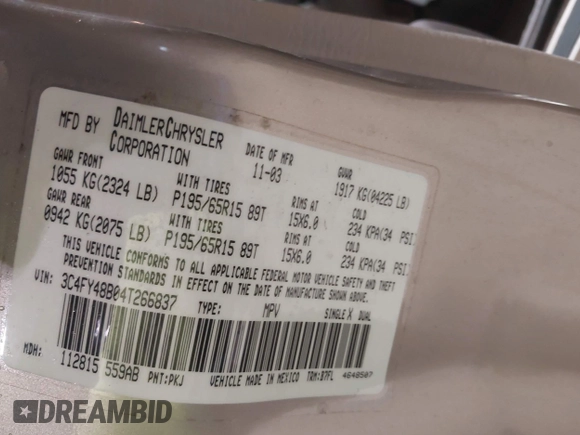 MFD BY DAIMLERCHRYSLER CORPORATION
DATE OF MFR 11-03
GVWR 1917 KG(04225 LB)
GAWR FRONT 1055 KG(2324 LB)
WITH TIRES P195/65R15 89T
RIMS AT 15X6.0
COLD 234 KPA(34 PSI)
GAWR REAR 0942 KG(2075 LB)
WITH TIRES P195/65R15 89T
RIMS AT 15X6.0
COLD 234 KPA(34 PSI)
THIS VEHICLE CONFORMS TO ALL APPLICABLE FEDERAL MOTOR VEHICLE SAFETY AND THEFT
PREVENTION STANDARDS IN EFFECT ON THE DATE OF MANUFACTURE SHOWN ABOVE.
VIN: 3C4FY48B04T266837 TYPE: MPV SINGLE X DUAL
MDH: 112815 559AB PNT:PKJ VEHICLE MADE IN MEXICO TRM:D7FL 4648507
DREAMBID